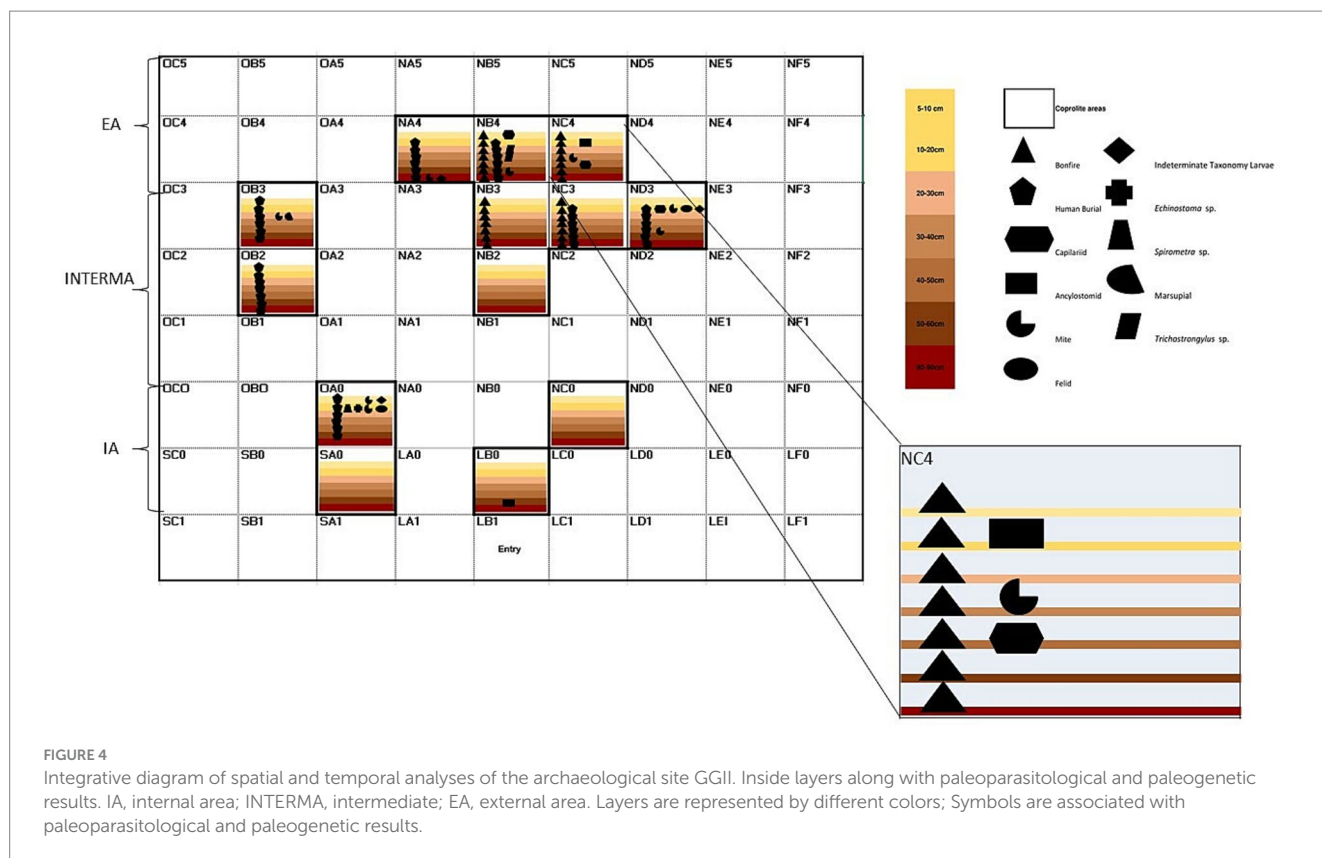 OC5 OB5 OA5 NA5 NB5 NC5 ND5 NE5 NF5
EA
OC4 OB4 OA4 NA4 NB4 NC4 ND4 NE4 NF4
OC3 OB3 OA3 NA3 NB3 NC3 ND3 NE3 NF3
INTERMA
OC2 OB2 OA2 NA2 NB2 NC2 ND2 NE2 NF2
OC1 OB1 OA1 NA1 NB1 NC1 ND1 NE1 NF1
OCO OBO OA0 NA0 NB0 NC0 ND0 NE0 NF0
IA
SC0 SB0 SA0 LA0 LB0 LC0 LD0 LE0 LF0
SC1 SB1 SA1 LA1 LB1 LC1 LD1 LEI LF1
Entry
5-10 cm
10-20cm
20-30cm
30-40cm
40-50cm
50-60cm
Coprolite areas
Bonfire
Indeterminate Taxonomy Larvae
Human Burial
Echinostoma sp.
Capilariid
Spirometra sp.
Ancylostomid
Marsupial
Mite
Trichostrongylus sp.
Felid
NC4
FIGURE 4
Integrative diagram of spatial and temporal analyses of the archaeological site GGII. Inside layers along with paleoparasitological and paleogenetic
results. IA, internal area; INTERMA, intermediate; EA, external area. Layers are represented by different colors; Symbols are associated with
paleoparasitological and paleogenetic results.